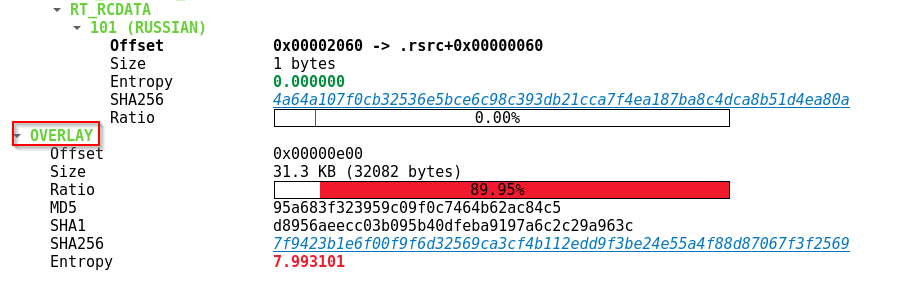 RT_RCDATA
101 (RUSSIAN)
Offset 0x00002060 -> .rsrc+0x00000060
Size 1 bytes
Entropy 0.000000
SHA256 4a64a107f0cb32536e5bce6c98c393db21cca7f4ea187ba8c4dca8b51d4ea80a
Ratio 0.00%
OVERLAY
Offset 0x00000e00
Size 31.3 KB (32082 bytes)
Ratio 89.95%
MD5 95a683f323959c09f0c7464b62ac84c5
SHA1 d8956aeecc03b095b40dfeba9197a6c2c29a963c
SHA256 7f9423b1e6f00f9f6d32569ca3cf4b112edd9f3be24e55a4f88d87067f3f2569
Entropy 7.993101